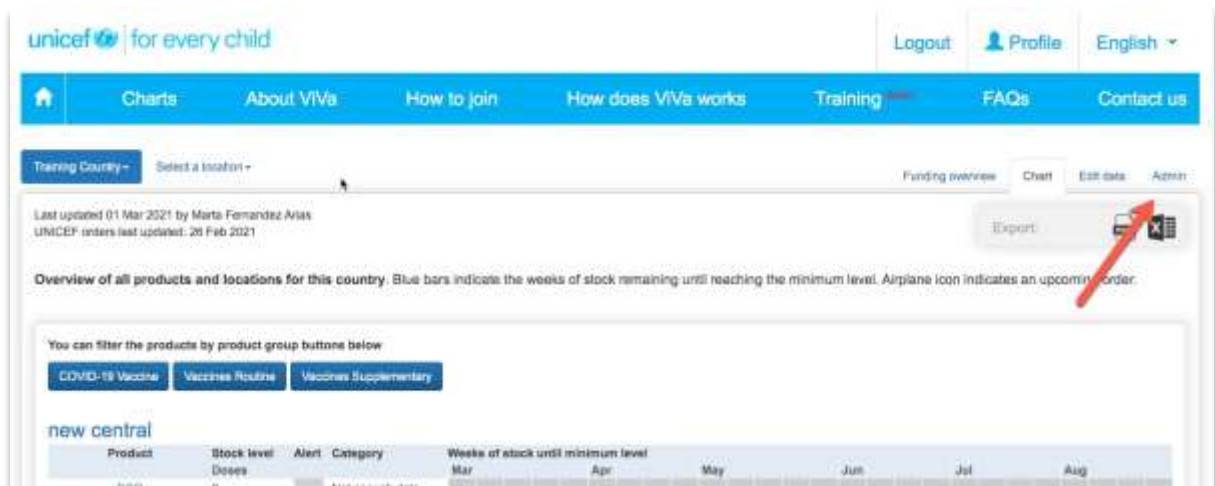 unicef for every child
Logout Profile English
Charts About ViVa How to join How does ViVa works Training FAQs Contact us
Training Country Select a location
Funding overview Chart Edit data Admin
Last updated 01 Mar 2021 by Marta Fernandez Arias
UNICEF orders last updated: 26 Feb 2021
Export:
Overview of all products and locations for this country. Blue bars indicate the weeks of stock remaining until reaching the minimum level. Airplane icon indicates an upcoming order.
You can filter the products by product group buttons below
COVID-19 Vaccine Vaccines Routine Vaccines Supplementary
new central
Product Stock level Alert Category Weeks of stock until minimum level
Doses Mar Apr May Jun Jul Aug